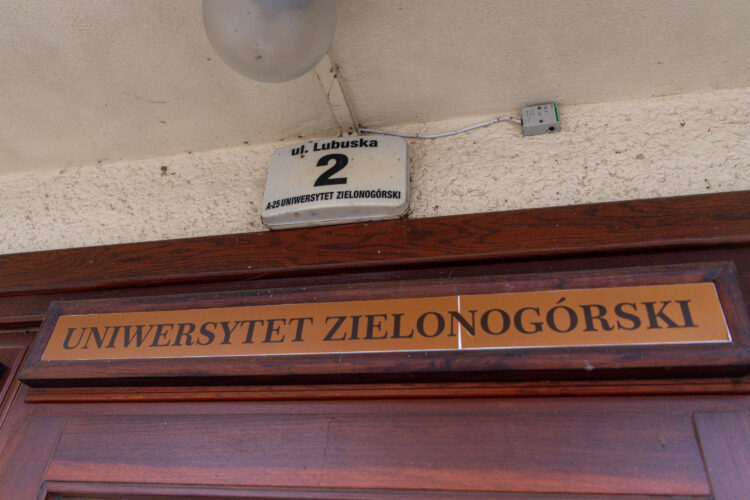 ul. Lubuska
2
A-25 UNIWERSYTET ZIELONOGÓRSKI
UNIWERSYTET ZIELONOGÓRSKI